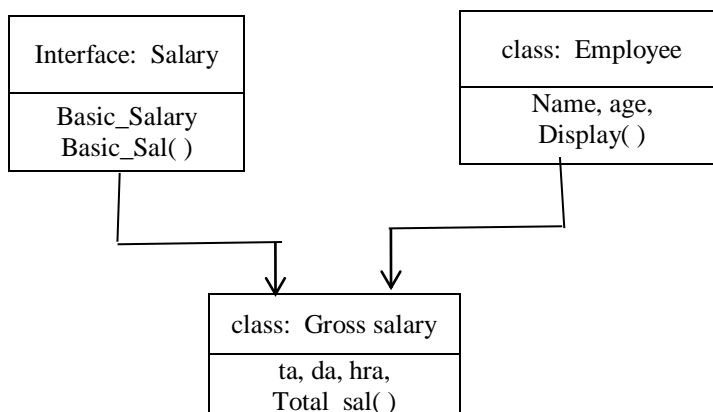 Interface: Salary
Basic_Salary
Basic_Sal( )
class: Employee
Name, age,
Display( )
class: Gross salary
ta, da, hra,
Total_sal( )